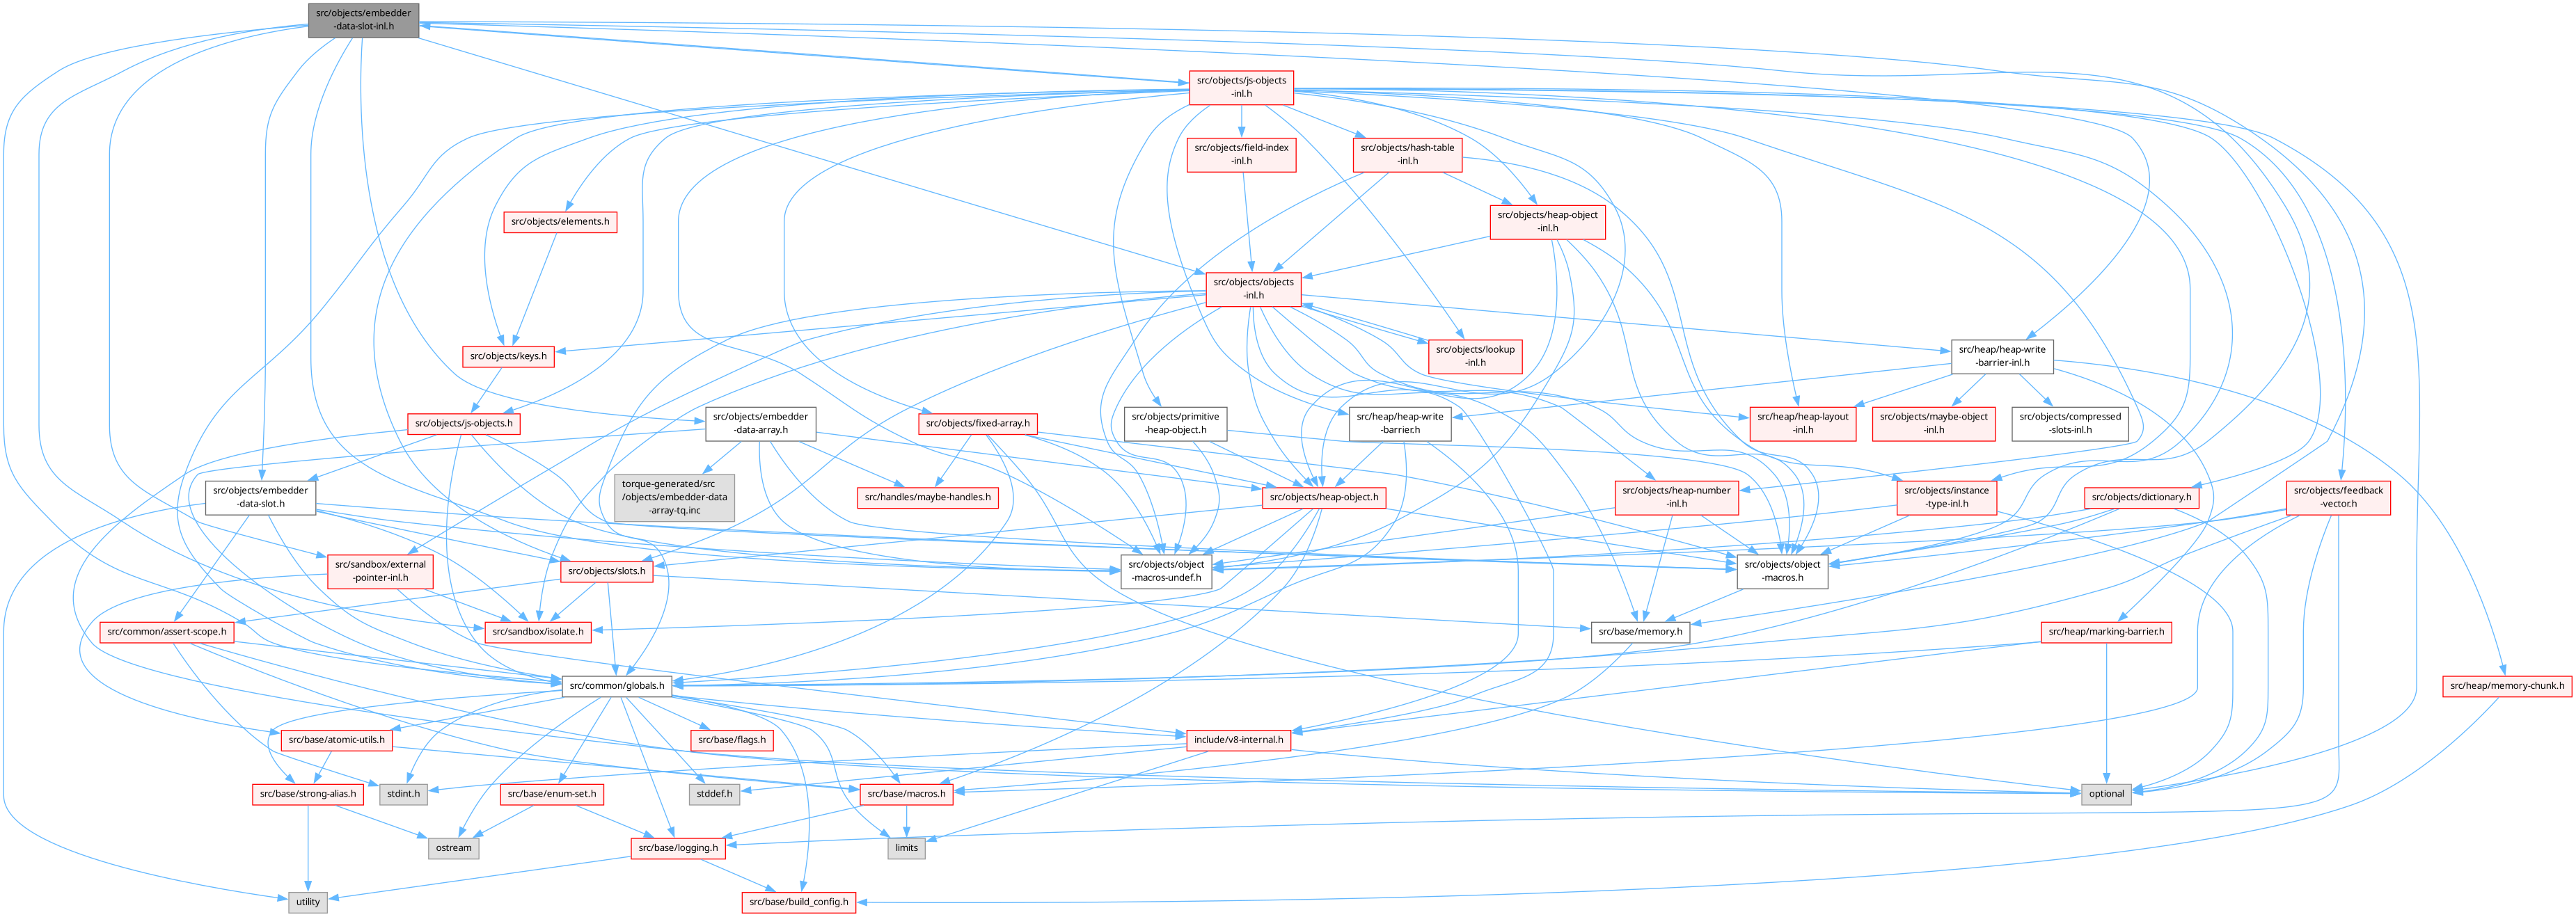 src/objects/embedder
-data-slot-inl.h
src/objects/js-objects
-inl.h
src/objects/field-index
-inl.h
src/objects/hash-table
-inl.h
src/objects/elements.h
src/objects/heap-object
-inl.h
src/objects/objects
-inl.h
src/objects/keys.h
src/objects/lookup
-inl.h
src/heap/heap-write
-barrier-inl.h
src/objects/js-objects.h
src/objects/embedder
-data-array.h
src/objects/fixed-array.h
src/objects/primitive
-heap-object.h
src/heap/heap-write
-barrier.h
src/heap/heap-layout
-inl.h
src/objects/maybe-object
-inl.h
src/objects/compressed
-slots-inl.h
src/objects/embedder
-data-slot.h
torque-generated/src
/objects/embedder-data
-array-tq.inc
src/handles/maybe-handles.h
src/objects/heap-object.h
src/objects/heap-number
-inl.h
src/objects/instance
-type-inl.h
src/objects/dictionary.h
src/objects/feedback
-vector.h
src/sandbox/external
-pointer-inl.h
src/objects/slots.h
src/objects/object
-macros-undef.h
src/objects/object
-macros.h
src/common/assert-scope.h
src/sandbox/isolate.h
src/base/memory.h
src/heap/marking-barrier.h
src/common/globals.h
src/heap/memory-chunk.h
src/base/atomic-utils.h
src/base/flags.h
include/v8-internal.h
src/base/strong-alias.h
stdint.h
src/base/enum-set.h
stddef.h
src/base/macros.h
optional
ostream
src/base/logging.h
limits
utility
src/base/build_config.h